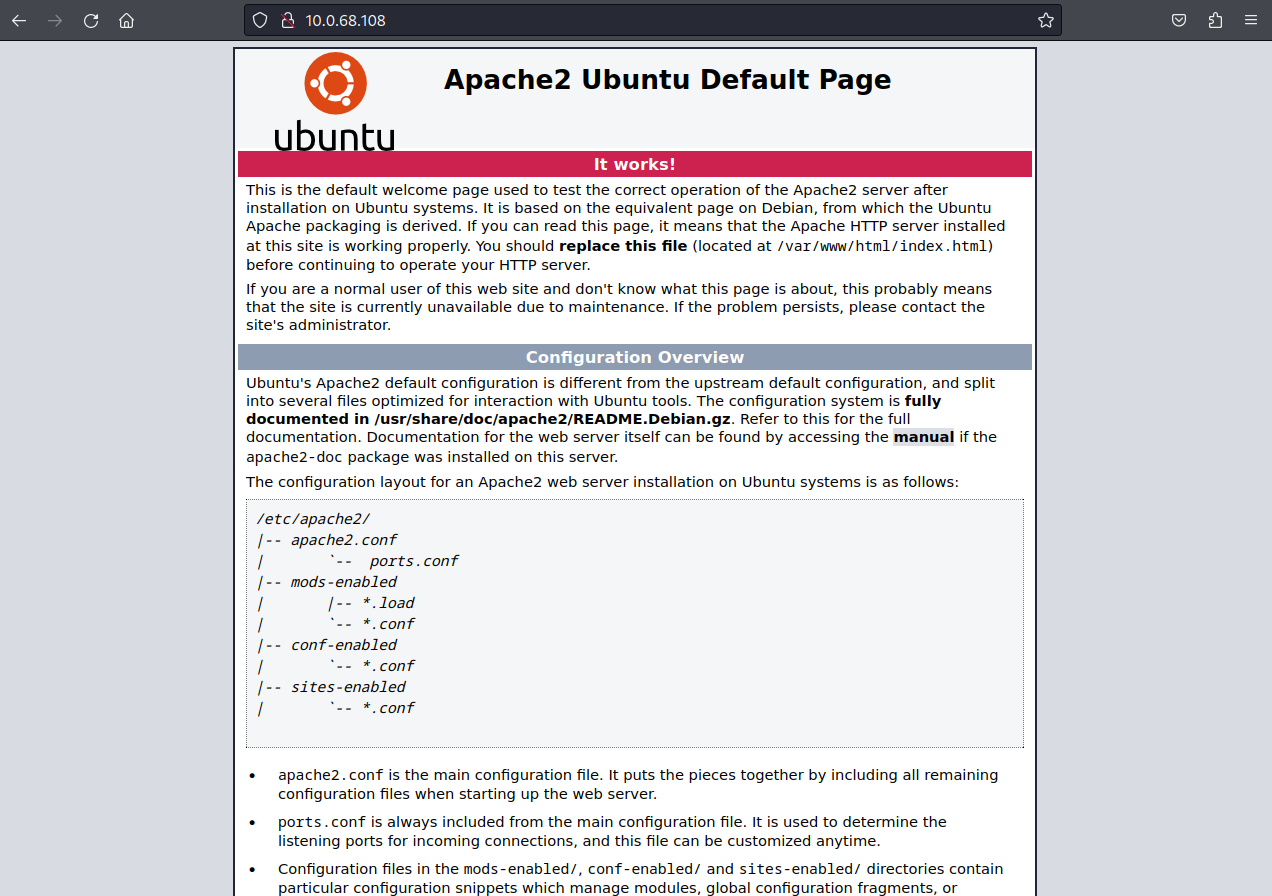 10.0.68.108
Apache2 Ubuntu Default Page
ubuntu
It works!
This is the default welcome page used to test the correct operation of the Apache2 server after
installation on Ubuntu systems. It is based on the equivalent page on Debian, from which the Ubuntu
Apache packaging is derived. If you can read this page, it means that the Apache HTTP server installed
at this site is working properly. You should replace this file (located at /var/www/html/index.html)
before continuing to operate your HTTP server.
If you are a normal user of this web site and don't know what this page is about, this probably means
that the site is currently unavailable due to maintenance. If the problem persists, please contact the
site's administrator.
Configuration Overview
Ubuntu's Apache2 default configuration is different from the upstream default configuration, and split
into several files optimized for interaction with Ubuntu tools. The configuration system is fully
documented in /usr/share/doc/apache2/README.Debian.gz. Refer to this for the full
documentation. Documentation for the web server itself can be found by accessing the manual if the
apache2-doc package was installed on this server.
The configuration layout for an Apache2 web server installation on Ubuntu systems is as follows:
/etc/apache2/
|-- apache2.conf
|       `--  ports.conf
|-- mods-enabled
|       |-- *.load
|       `-- *.conf
|-- conf-enabled
|       `-- *.conf
|-- sites-enabled
|       `-- *.conf
• apache2.conf is the main configuration file. It puts the pieces together by including all remaining
configuration files when starting up the web server.
• ports.conf is always included from the main configuration file. It is used to determine the
listening ports for incoming connections, and this file can be customized anytime.
• Configuration files in the mods-enabled/, conf-enabled/ and sites-enabled/ directories contain
particular configuration snippets which manage modules, global configuration fragments, or